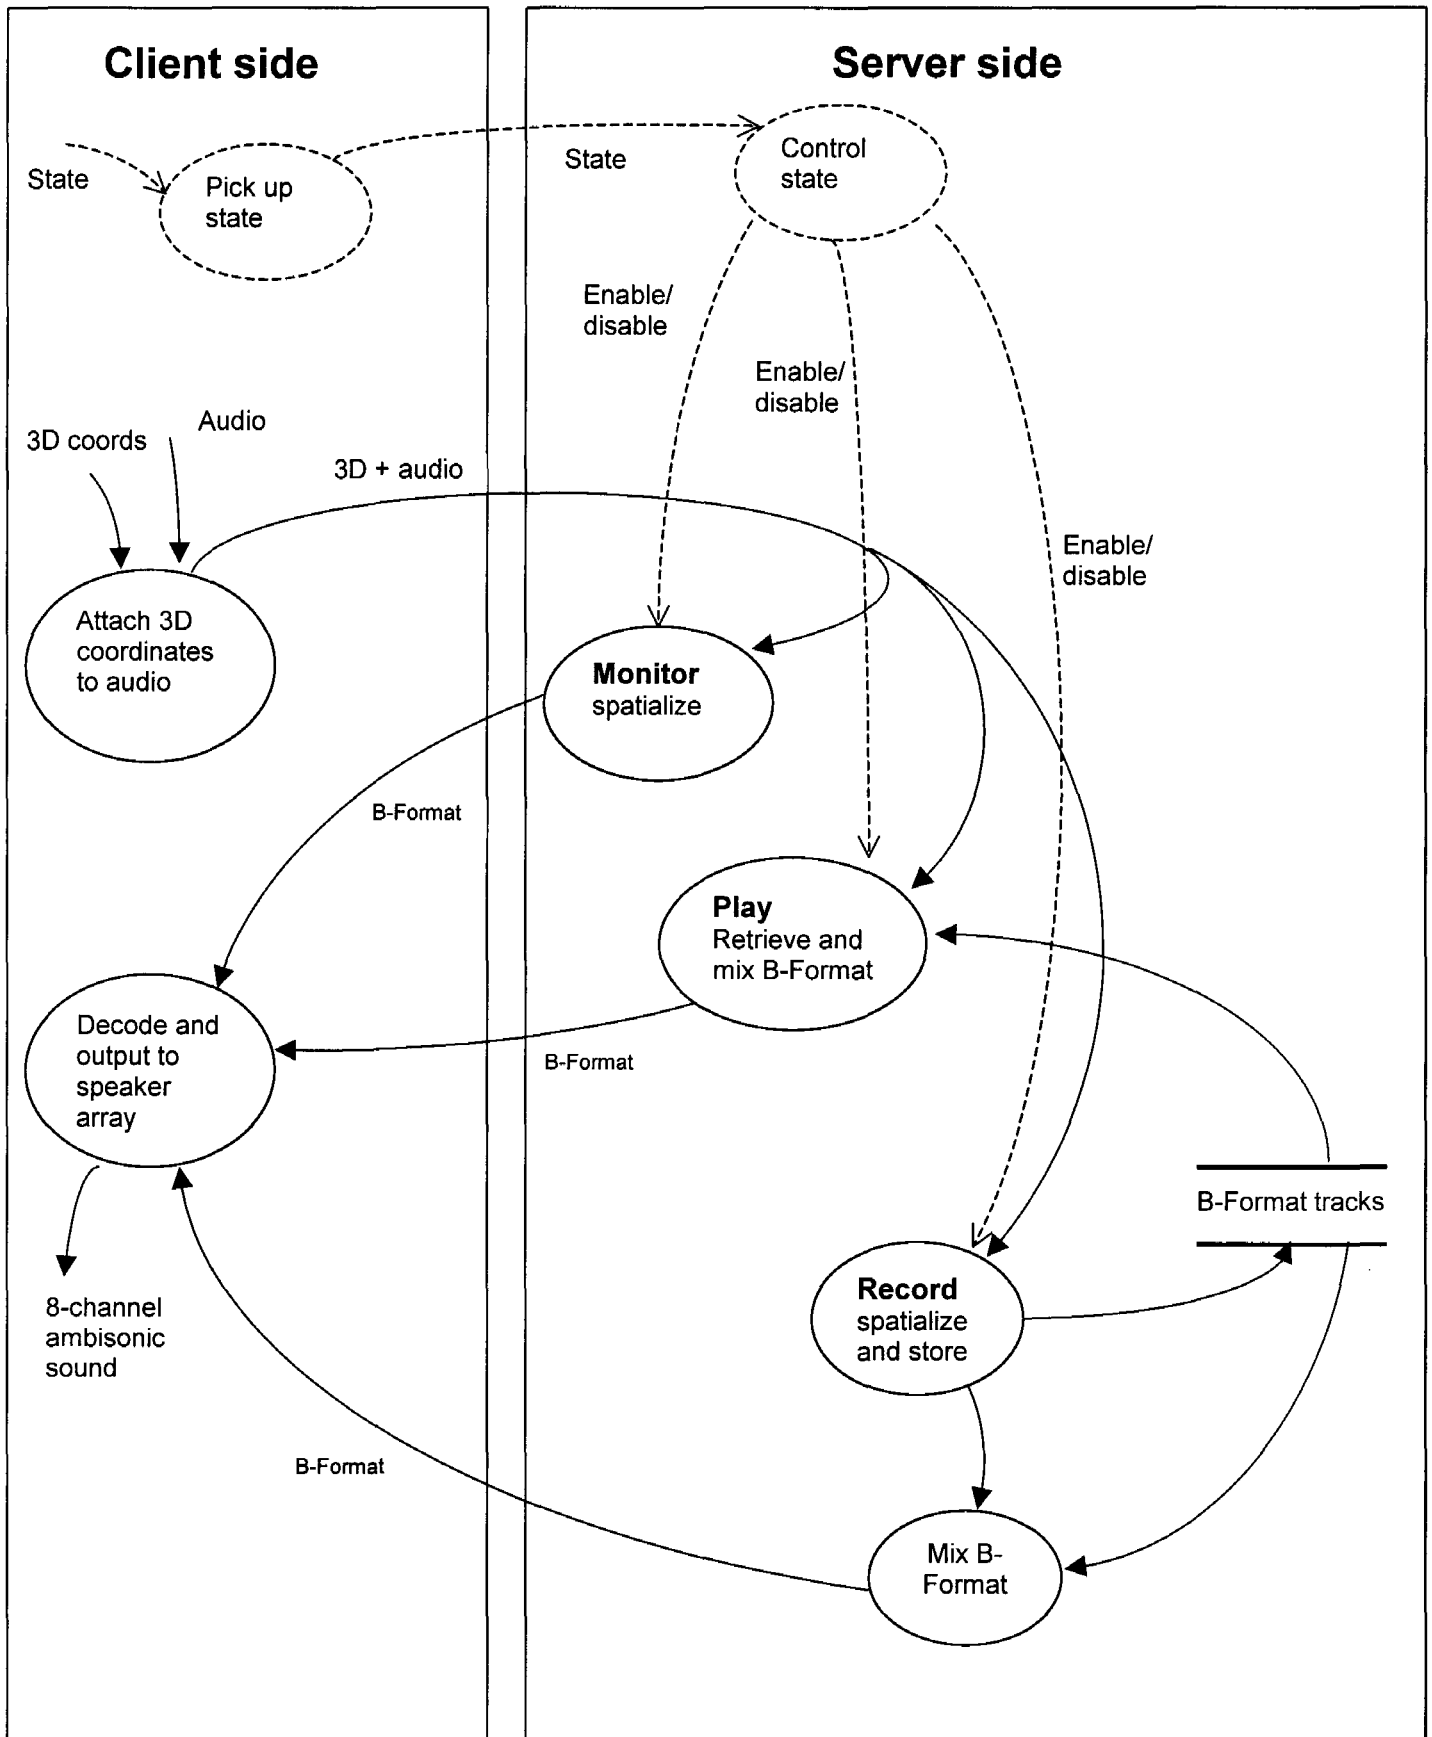 Client side
Server side
State
Pick up
state
State
Control
state
Enable/
disable
Enable/
disable
Enable/
disable
3D coords
Audio
3D + audio
Attach 3D
coordinates
to audio
Monitor
spatialize
B-Format
Play
Retrieve and
mix B-Format
B-Format
Decode and
output to
speaker
array
8-channel
ambisonic
sound
B-Format tracks
Record
spatialize
and store
B-Format
Mix B-
Format